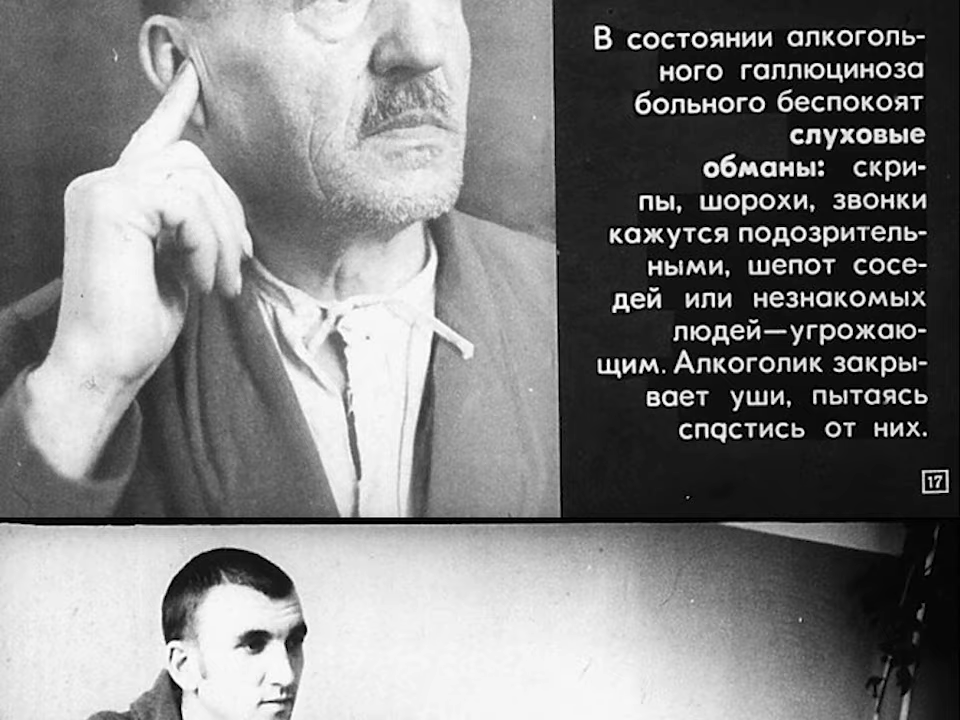 В состоянии алкоголь-
ного галлюциноза
больного беспокоят
слуховые
обманы: скри-
пы, шорохи, звонки
кажутся подозритель-
ными, шепот сосе-
дей или незнакомых
людей—угрожаю-
щим. Алкоголик закры-
вает уши, пытаясь
спастись от них.
17